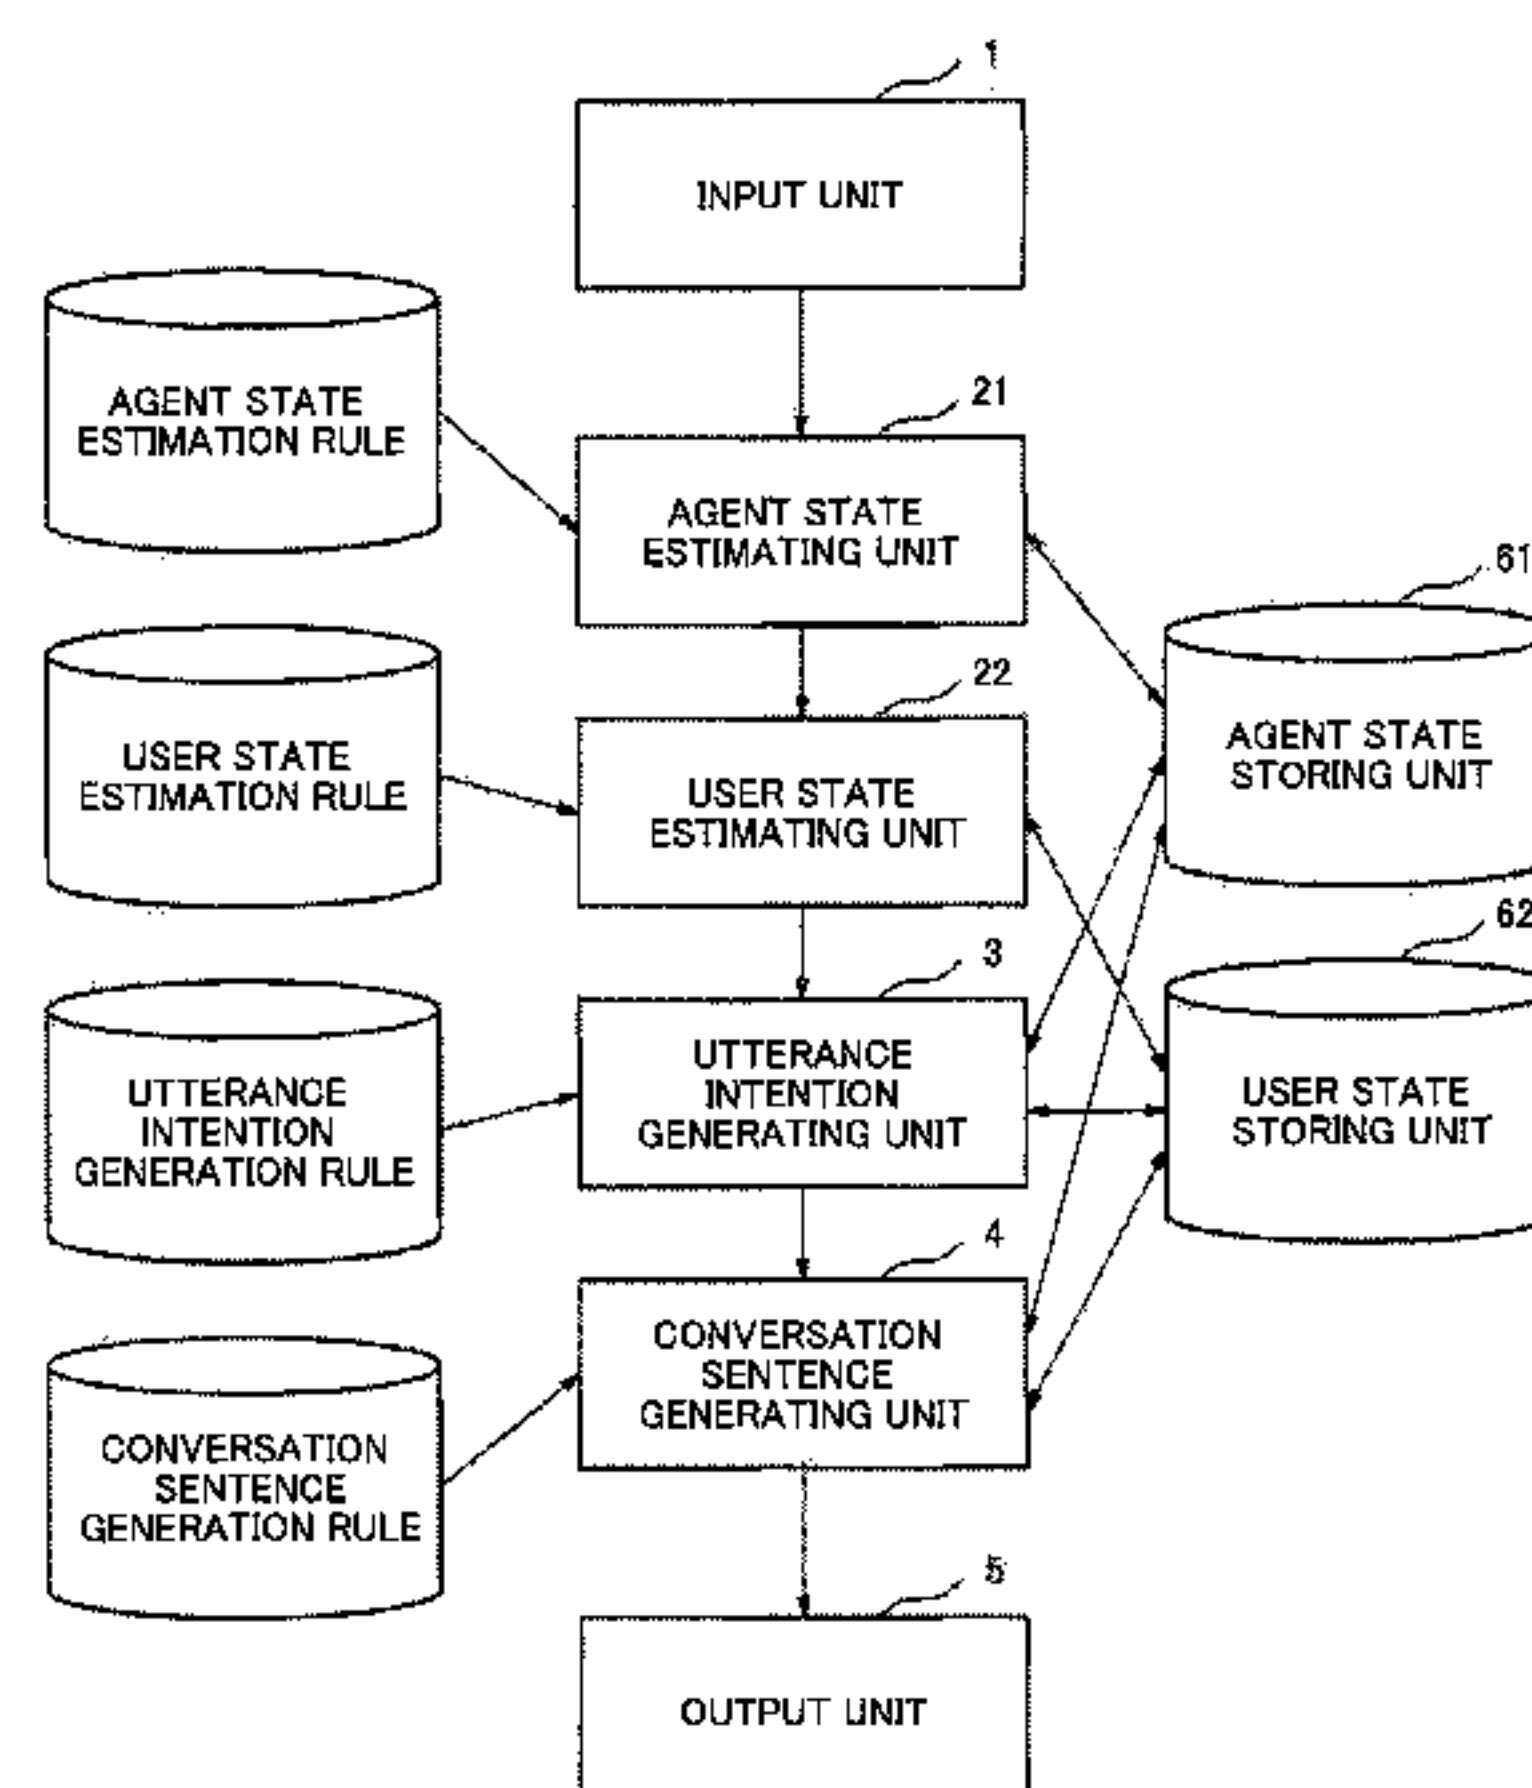 1
INPUT UNIT
AGENT STATE
ESTIMATION RULE
21
AGENT STATE
ESTIMATING UNIT
61
AGENT STATE
STORING UNIT
USER STATE
ESTIMATION RULE
22
USER STATE
ESTIMATING UNIT
62
USER STATE
STORING UNIT
UTTERANCE
INTENTION
GENERATION RULE
3
UTTERANCE
INTENTION
GENERATING UNIT
4
CONVERSATION
SENTENCE
GENERATING UNIT
CONVERSATION
SENTENCE
GENERATION RULE
5
OUTPUT UNIT